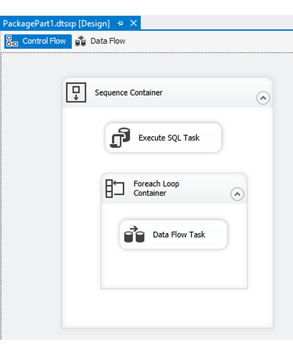 PackagePart1.dtsxp [Design]
Control Flow Data Flow
Sequence Container
Execute SQL Task
Foreach Loop
Container
Data Flow Task